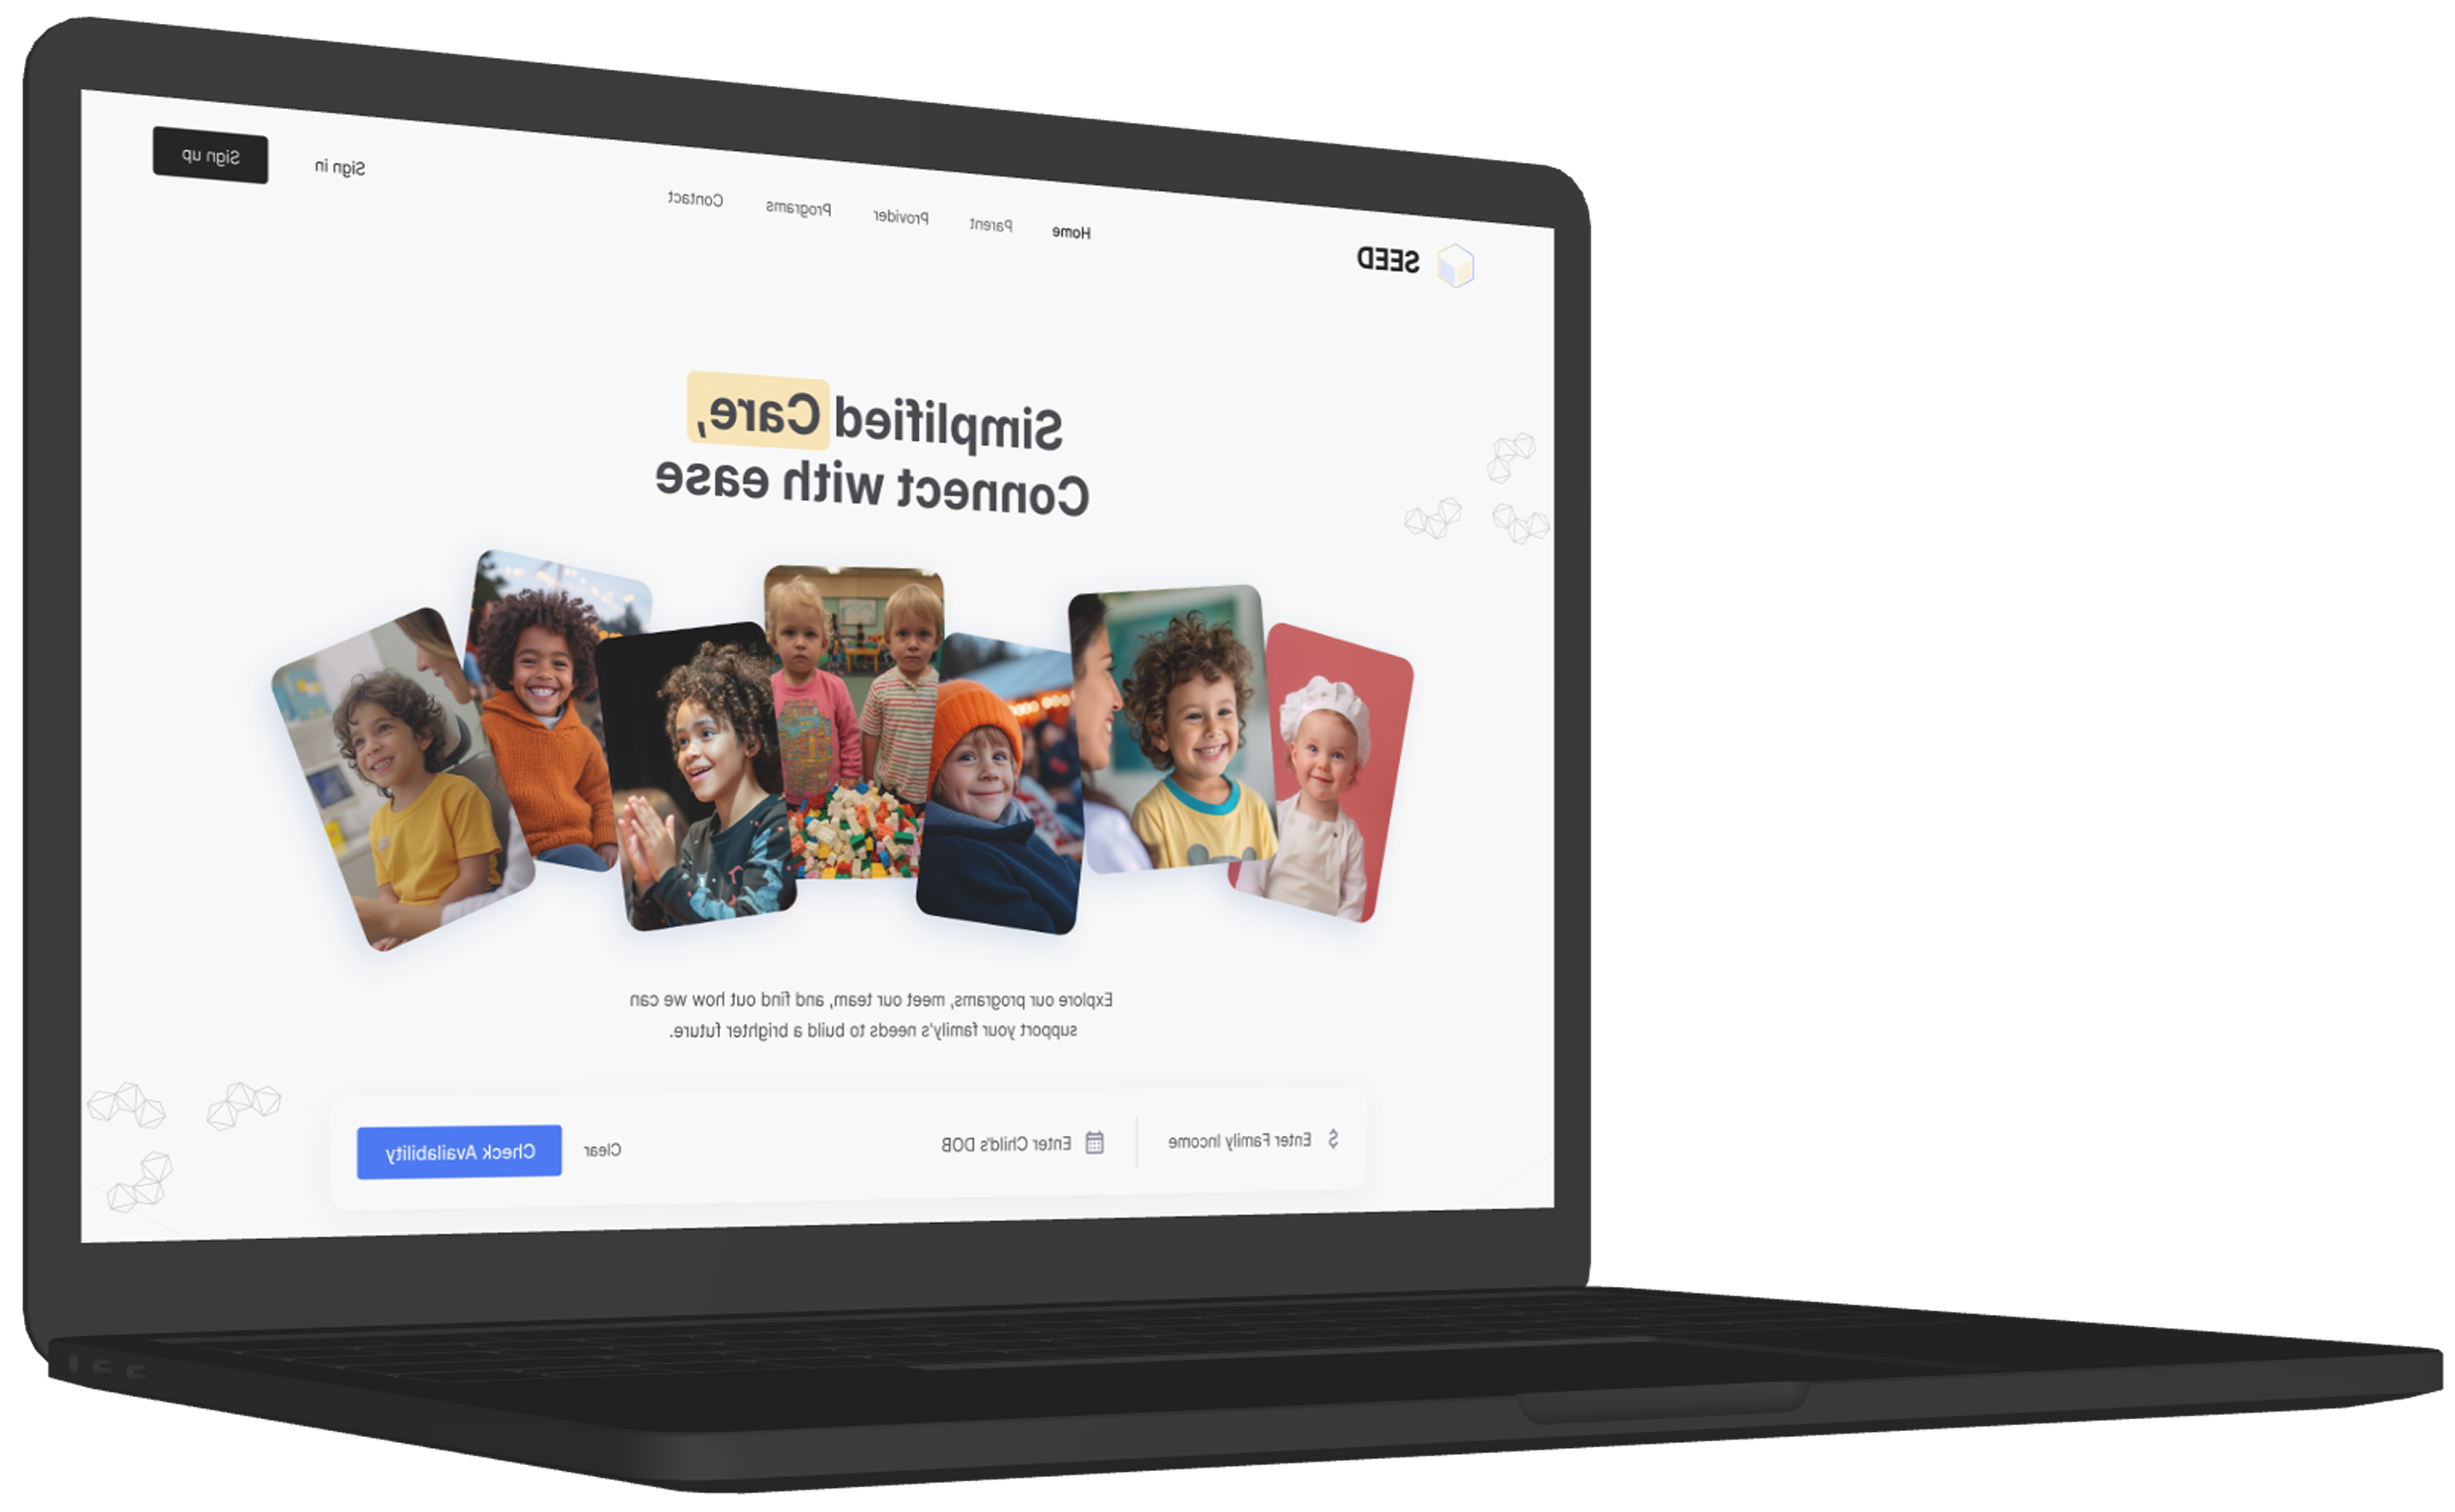 SEED
Home Parent Provider Programs Contact
Sign in
Sign up
Simplified Care,
Connect with ease
Explore our programs, meet our team, and find out how we can
support your family's needs to build a brighter future.
$ Enter Family Income
Enter Child's DOB
Clear
Check Availability